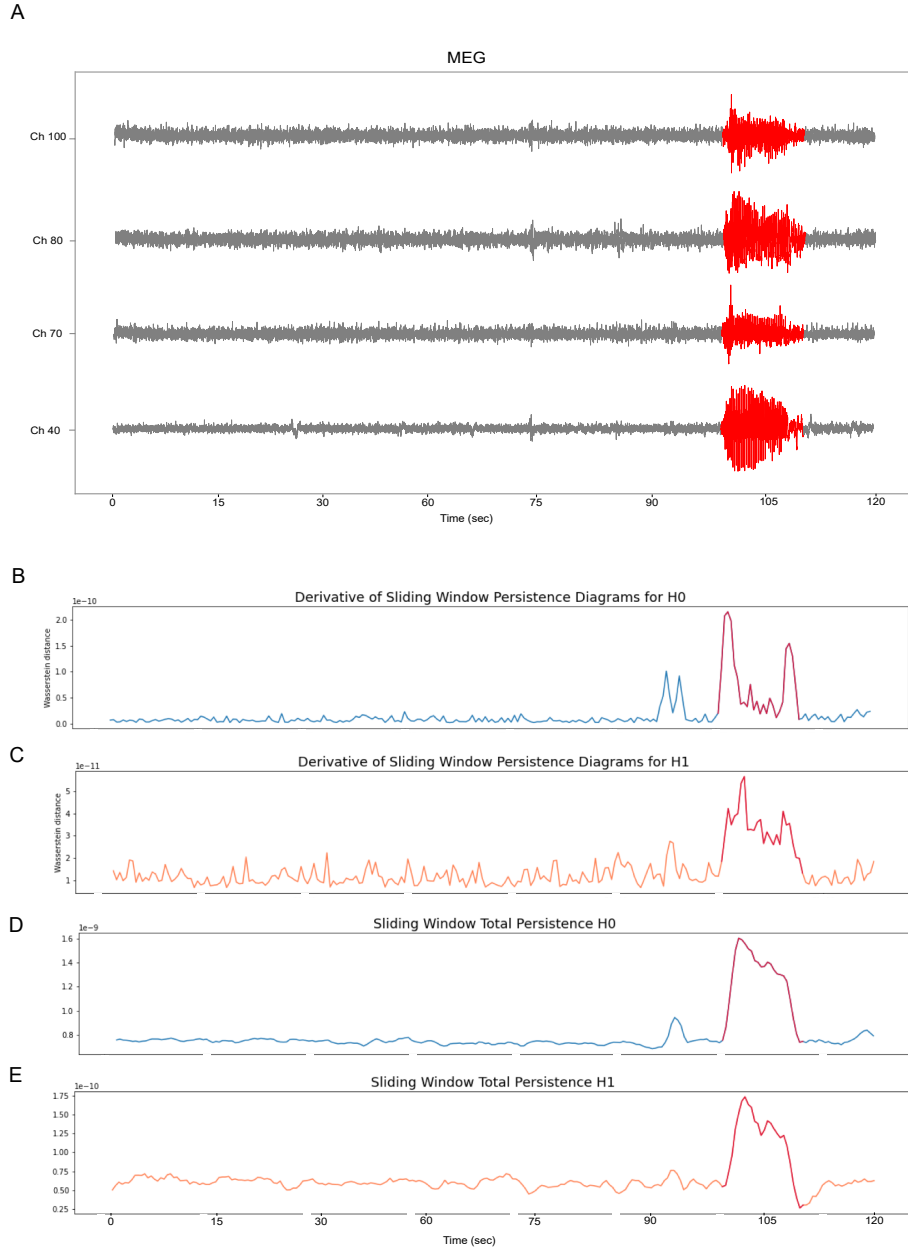 A
MEG
Ch 100
Ch 80
Ch 70
Ch 40
0 15 30 60 75 90 105 120
Time (sec)
B
Derivative of Sliding Window Persistence Diagrams for H0
1e−10
Wasserstein distance
2.0
1.5
1.0
0.5
0.0
C
Derivative of Sliding Window Persistence Diagrams for H1
1e−11
Wasserstein distance
5
4
3
2
1
D
Sliding Window Total Persistence H0
1e−9
1.6
1.4
1.2
1.0
0.8
E
Sliding Window Total Persistence H1
1e−10
1.75
1.50
1.25
1.00
0.75
0.50
0.25
0 15 30 60 75 90 105 120
Time (sec)